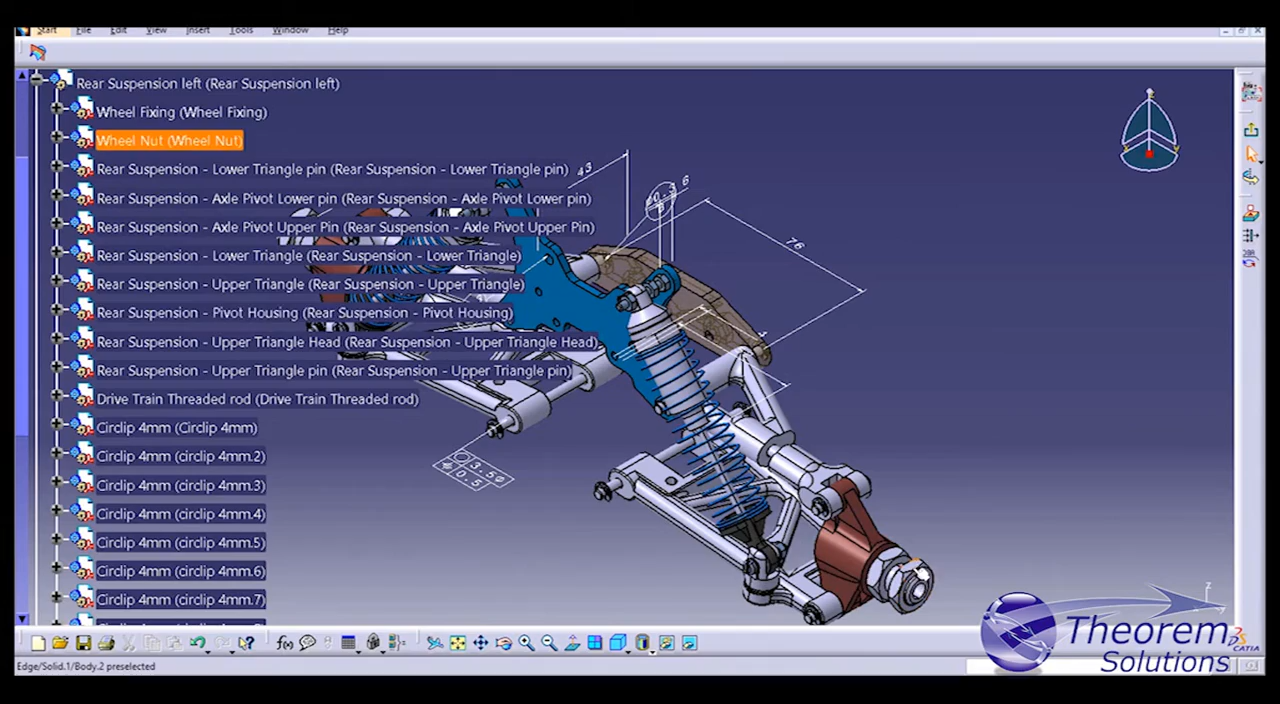 Start File Edit View Insert Tools Window Help
Rear Suspension left (Rear Suspension left)
Wheel Fixing (Wheel Fixing)
Wheel Nut (Wheel Nut)
Rear Suspension - Lower Triangle pin (Rear Suspension - Lower Triangle pin)
Rear Suspension - Axle Pivot Lower pin (Rear Suspension - Axle Pivot Lower pin)
Rear Suspension - Axle Pivot Upper Pin (Rear Suspension - Axle Pivot Upper Pin)
Rear Suspension - Lower Triangle (Rear Suspension - Lower Triangle)
Rear Suspension - Upper Triangle (Rear Suspension - Upper Triangle)
Rear Suspension - Pivot Housing (Rear Suspension - Pivot Housing)
Rear Suspension - Upper Triangle Head (Rear Suspension - Upper Triangle Head)
Rear Suspension - Upper Triangle pin (Rear Suspension - Upper Triangle pin)
Drive Train Threaded rod (Drive Train Threaded rod)
Circlip 4mm (Circlip 4mm)
Circlip 4mm (circlip 4mm.2)
Circlip 4mm (circlip 4mm.3)
Circlip 4mm (circlip 4mm.4)
Circlip 4mm (circlip 4mm.5)
Circlip 4mm (circlip 4mm.6)
Circlip 4mm (circlip 4mm.7)
43
6
76
0.5
z
Theorem
Solutions
CATIA
f(x)
Edge/Solid.1/Body.2 preselected